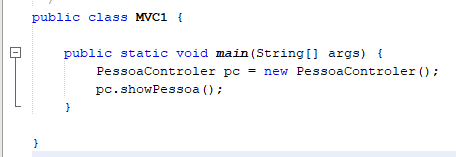 public class MVC1 {
public static void main(String[] args) {
PessoaControler pc = new PessoaControler();
pc.showPessoa();
}
}